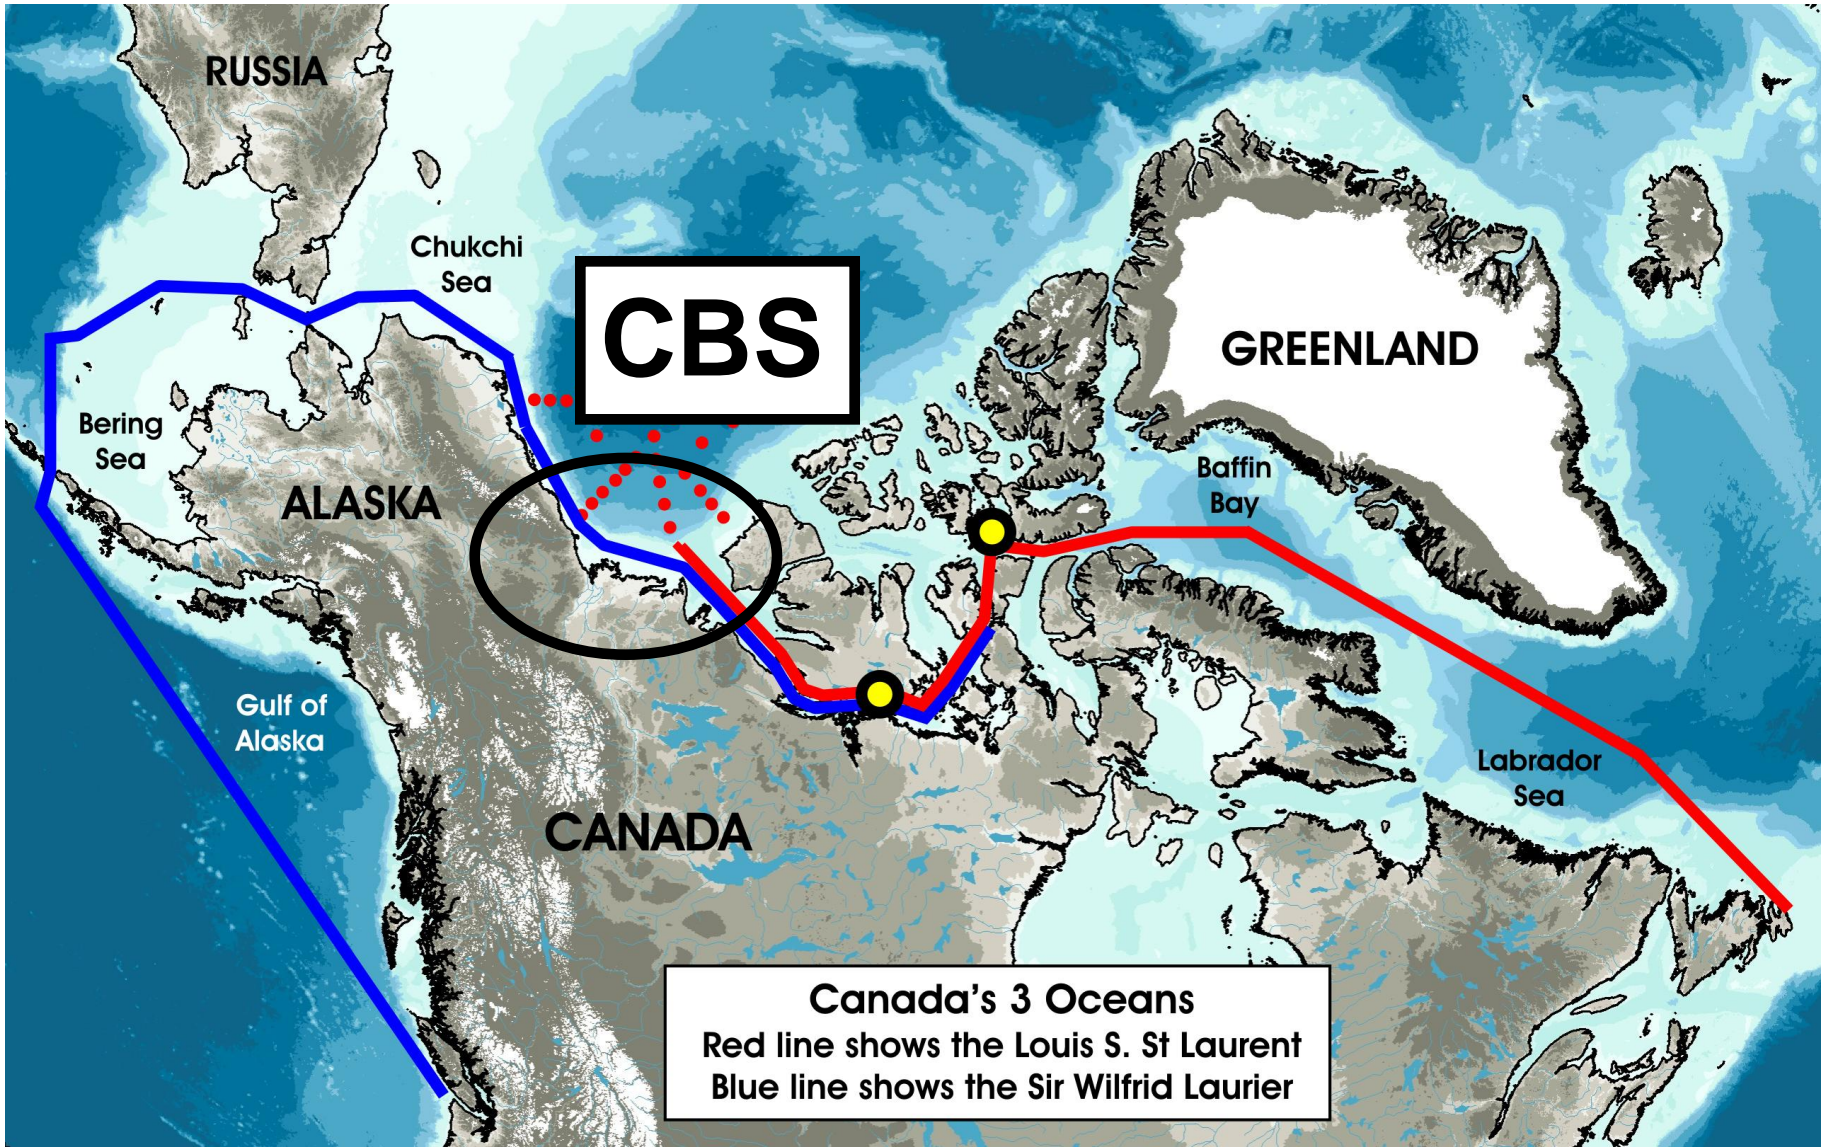 RUSSIA
Chukchi
Sea
CBS
GREENLAND
Bering
Sea
ALASKA
Baffin
Bay
Gulf of
Alaska
Labrador
Sea
CANADA
Canada's 3 Oceans
Red line shows the Louis S. St Laurent
Blue line shows the Sir Wilfrid Laurier